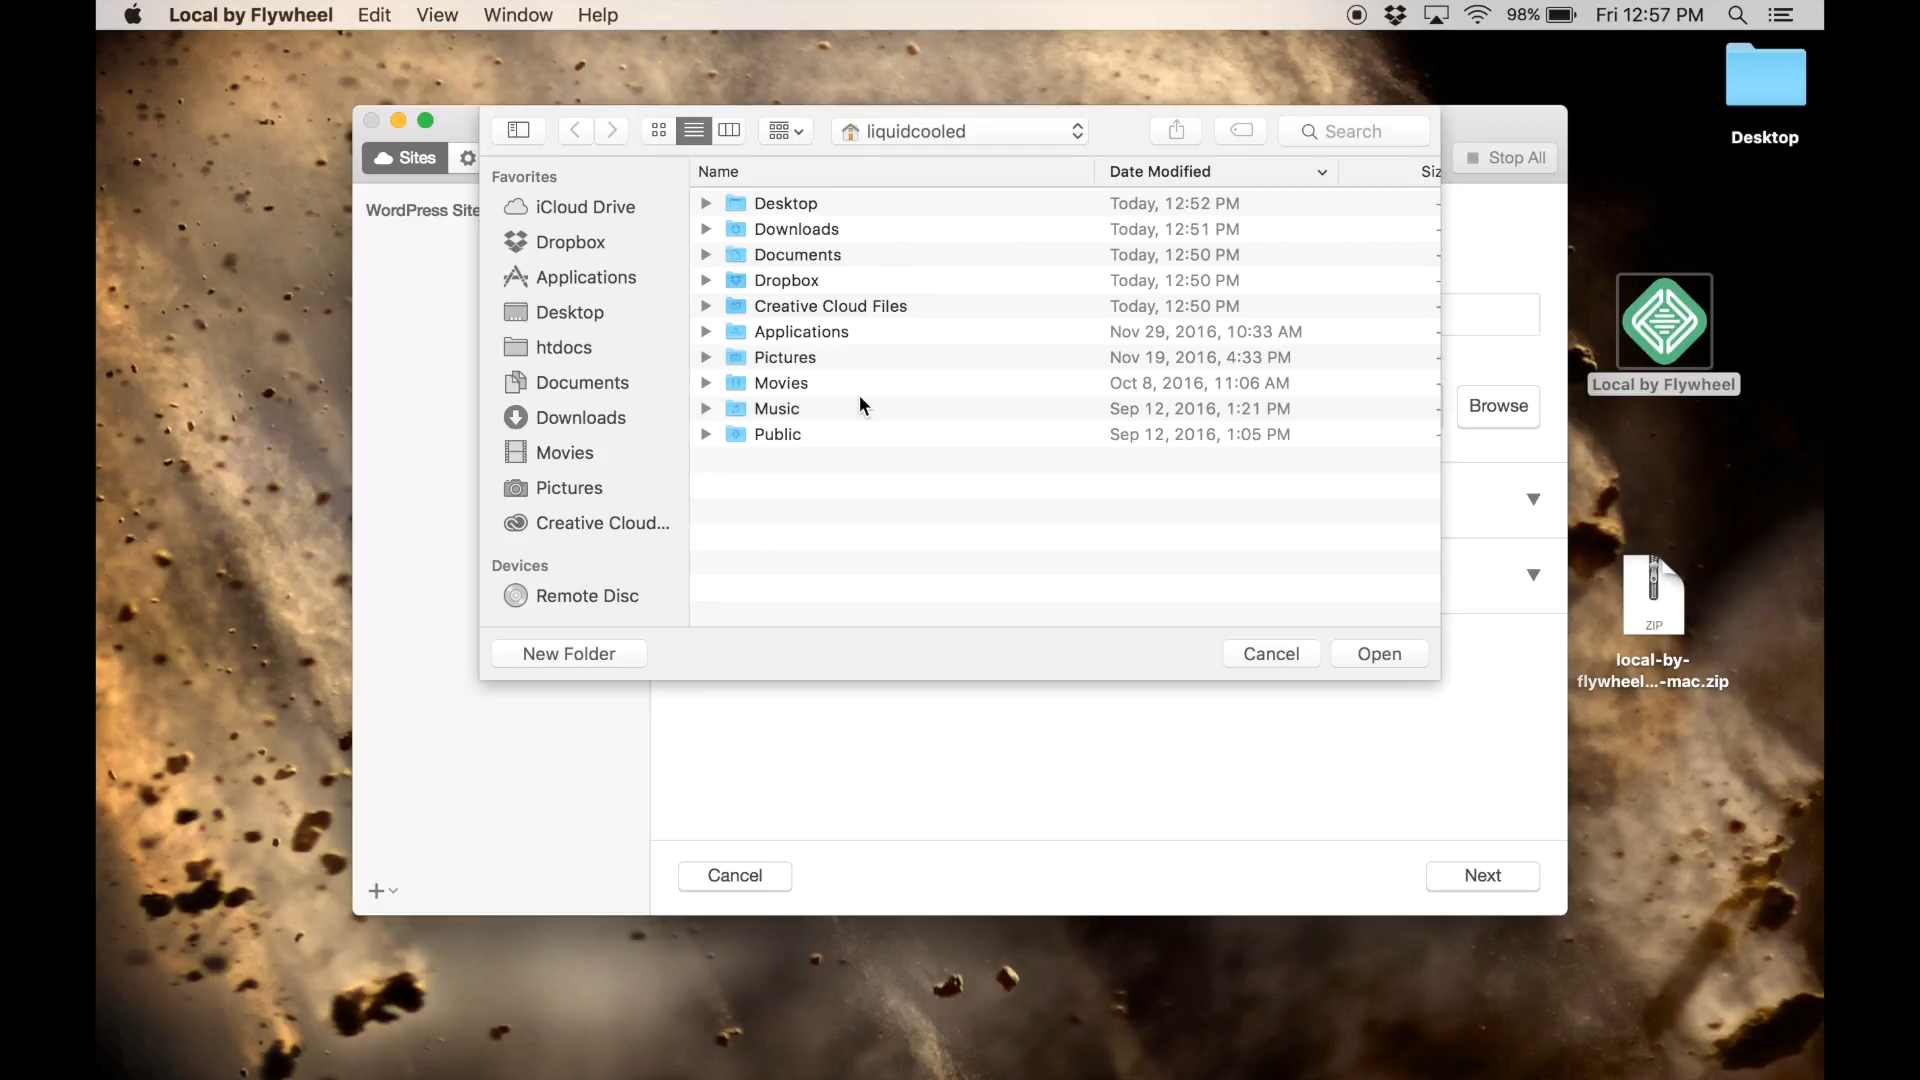 Local by Flywheel Edit View Window Help 98% Fri 12:57 PM
Desktop
liquidcooled
Search
Sites
Stop All
WordPress Site
Favorites
iCloud Drive
Dropbox
Applications
Desktop
htdocs
Documents
Downloads
Movies
Pictures
Creative Cloud...
Devices
Remote Disc
Name Date Modified Siz
Desktop Today, 12:52 PM -
Downloads Today, 12:51 PM -
Documents Today, 12:50 PM -
Dropbox Today, 12:50 PM -
Creative Cloud Files Today, 12:50 PM -
Applications Nov 29, 2016, 10:33 AM -
Pictures Nov 19, 2016, 4:33 PM -
Movies Oct 8, 2016, 11:06 AM -
Music Sep 12, 2016, 1:21 PM -
Public Sep 12, 2016, 1:05 PM -
Local by Flywheel
Browse
New Folder Cancel Open
ZIP
local-by-
flywheel...-mac.zip
Cancel Next